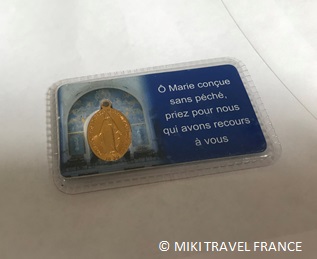 Ô Marie conçue
sans péché,
priez pour nous
qui avons recours
à vous
© MIKI TRAVEL FRANCE